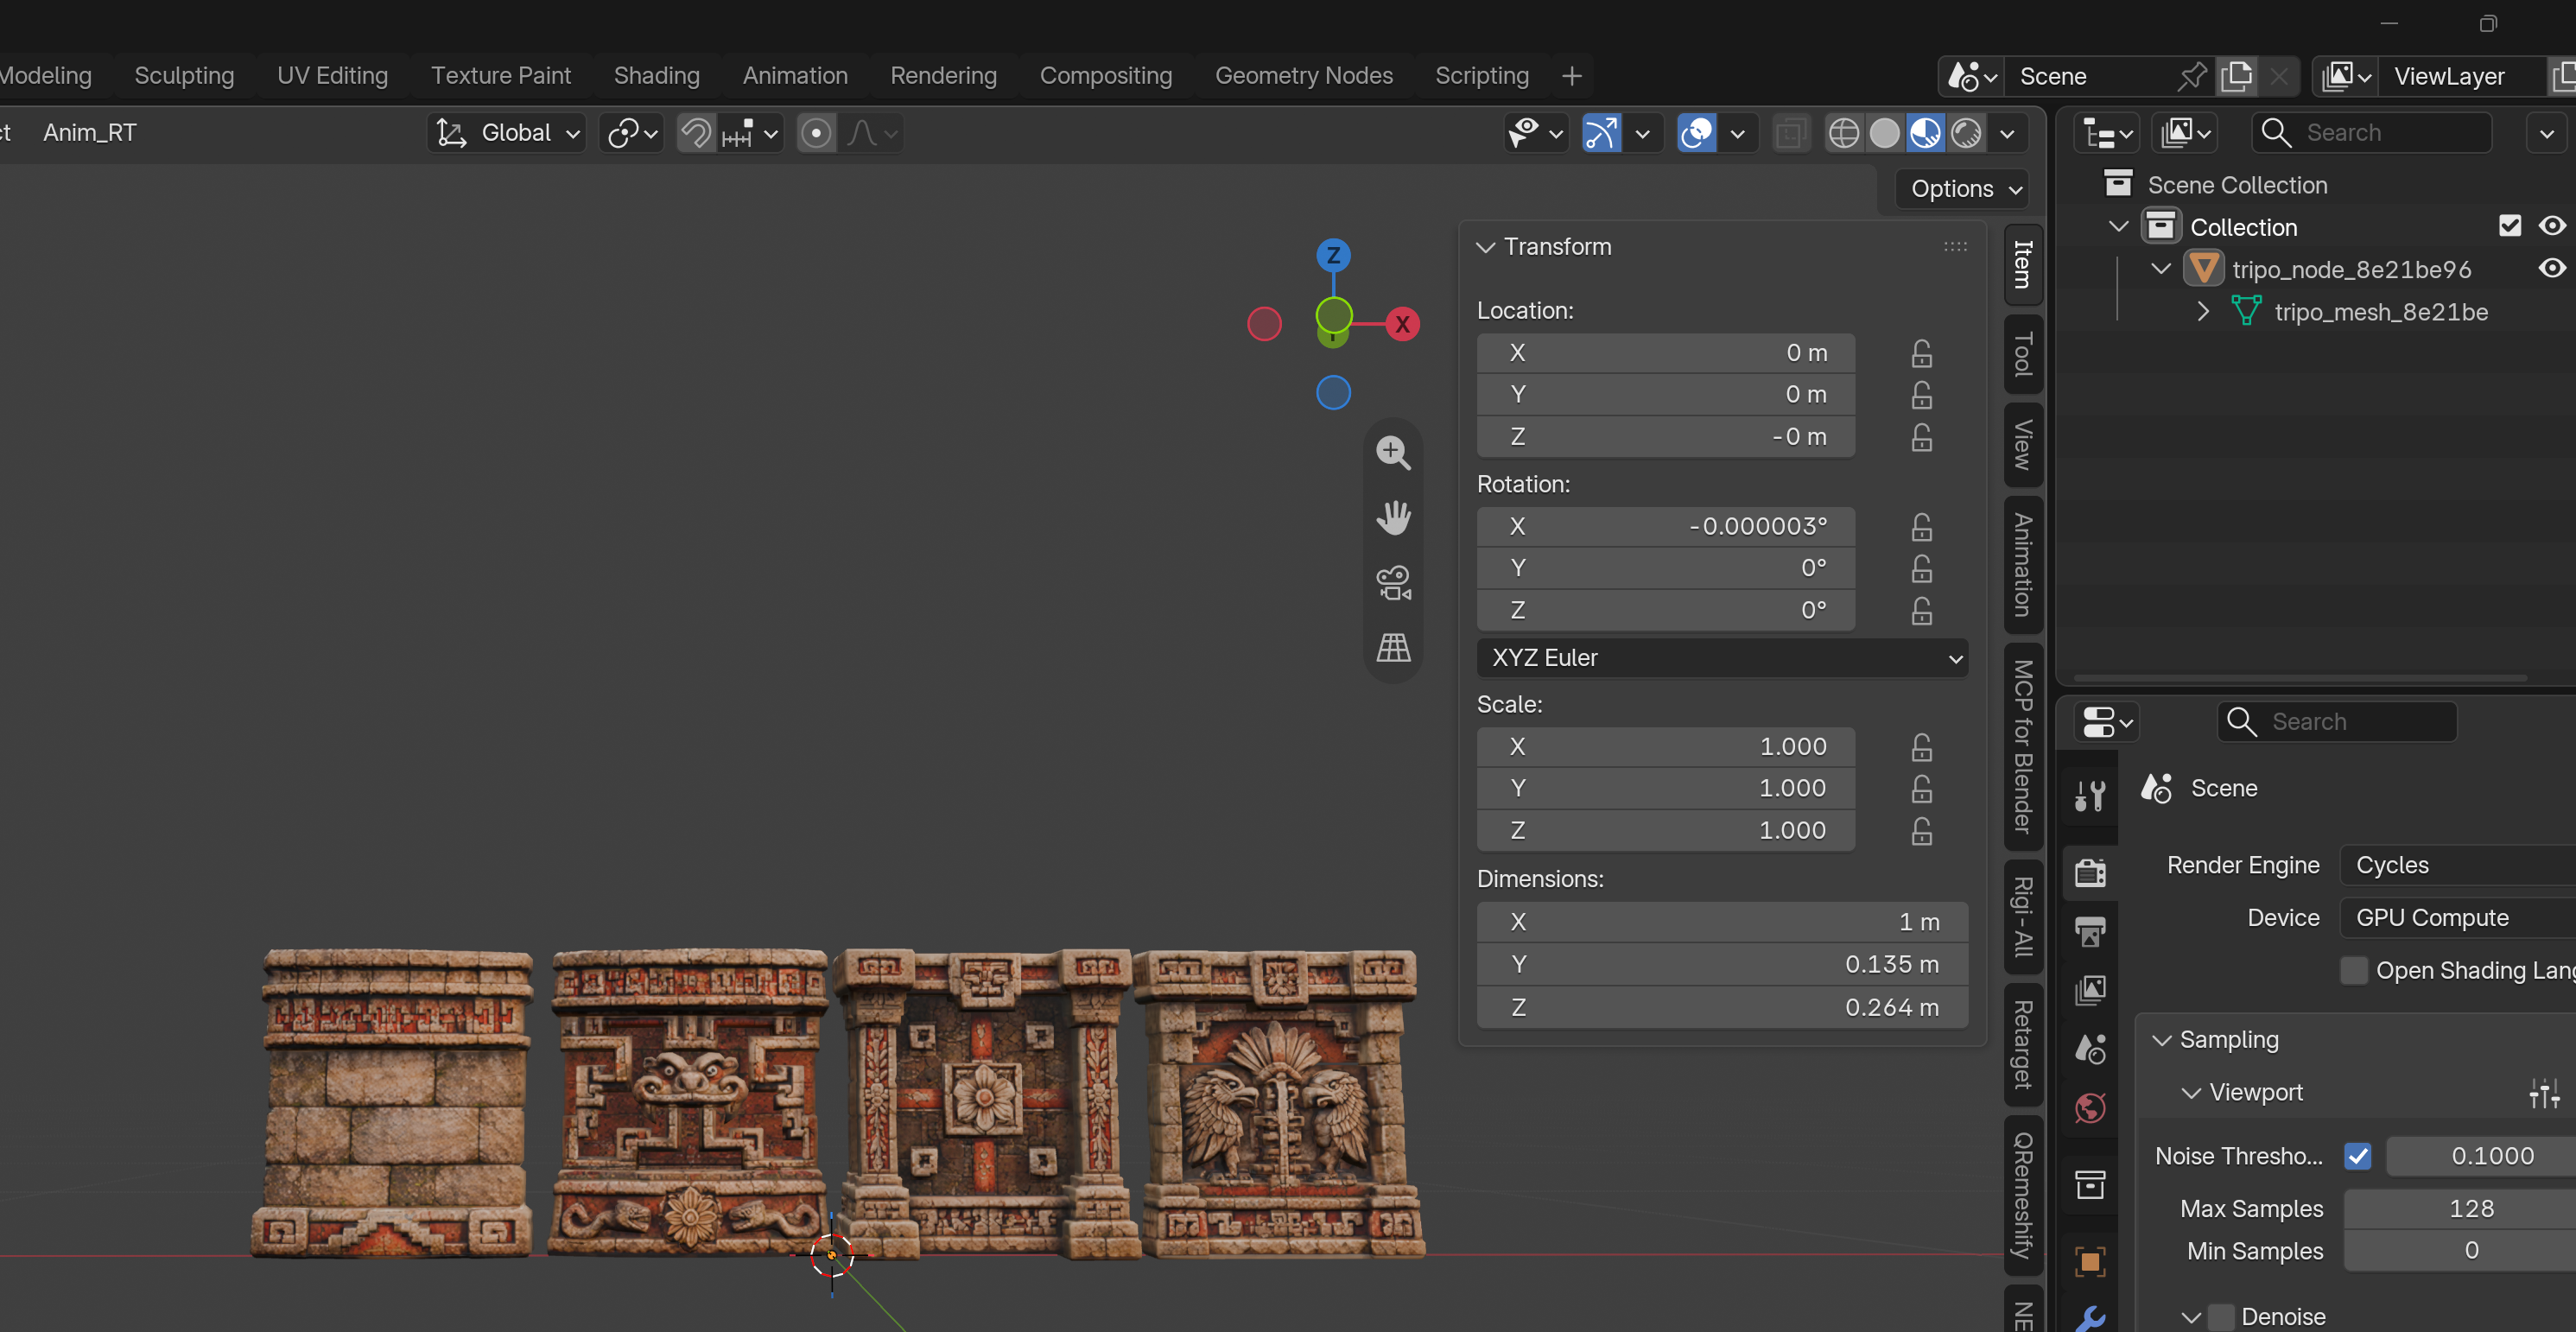 Modeling Sculpting UV Editing Texture Paint Shading Animation Rendering Compositing Geometry Nodes Scripting + Scene ViewLayer
ct Anim_RT Global Search
Options
Scene Collection
Collection
tripo_node_8e21be96
tripo_mesh_8e21be
Z
X
Transform
Location:
X 0 m
Y 0 m
Z -0 m
Rotation:
X -0.000003°
Y 0°
Z 0°
XYZ Euler
Scale:
X 1.000
Y 1.000
Z 1.000
Dimensions:
X 1 m
Y 0.135 m
Z 0.264 m
Item
Tool
View
Animation
MCP for Blender
Rigi-All
Retarget
QRemeshify
NE
Search
Scene
Render Engine Cycles
Device GPU Compute
Open Shading Lang
Sampling
Viewport
Noise Thresho... 0.1000
Max Samples 128
Min Samples 0
Denoise